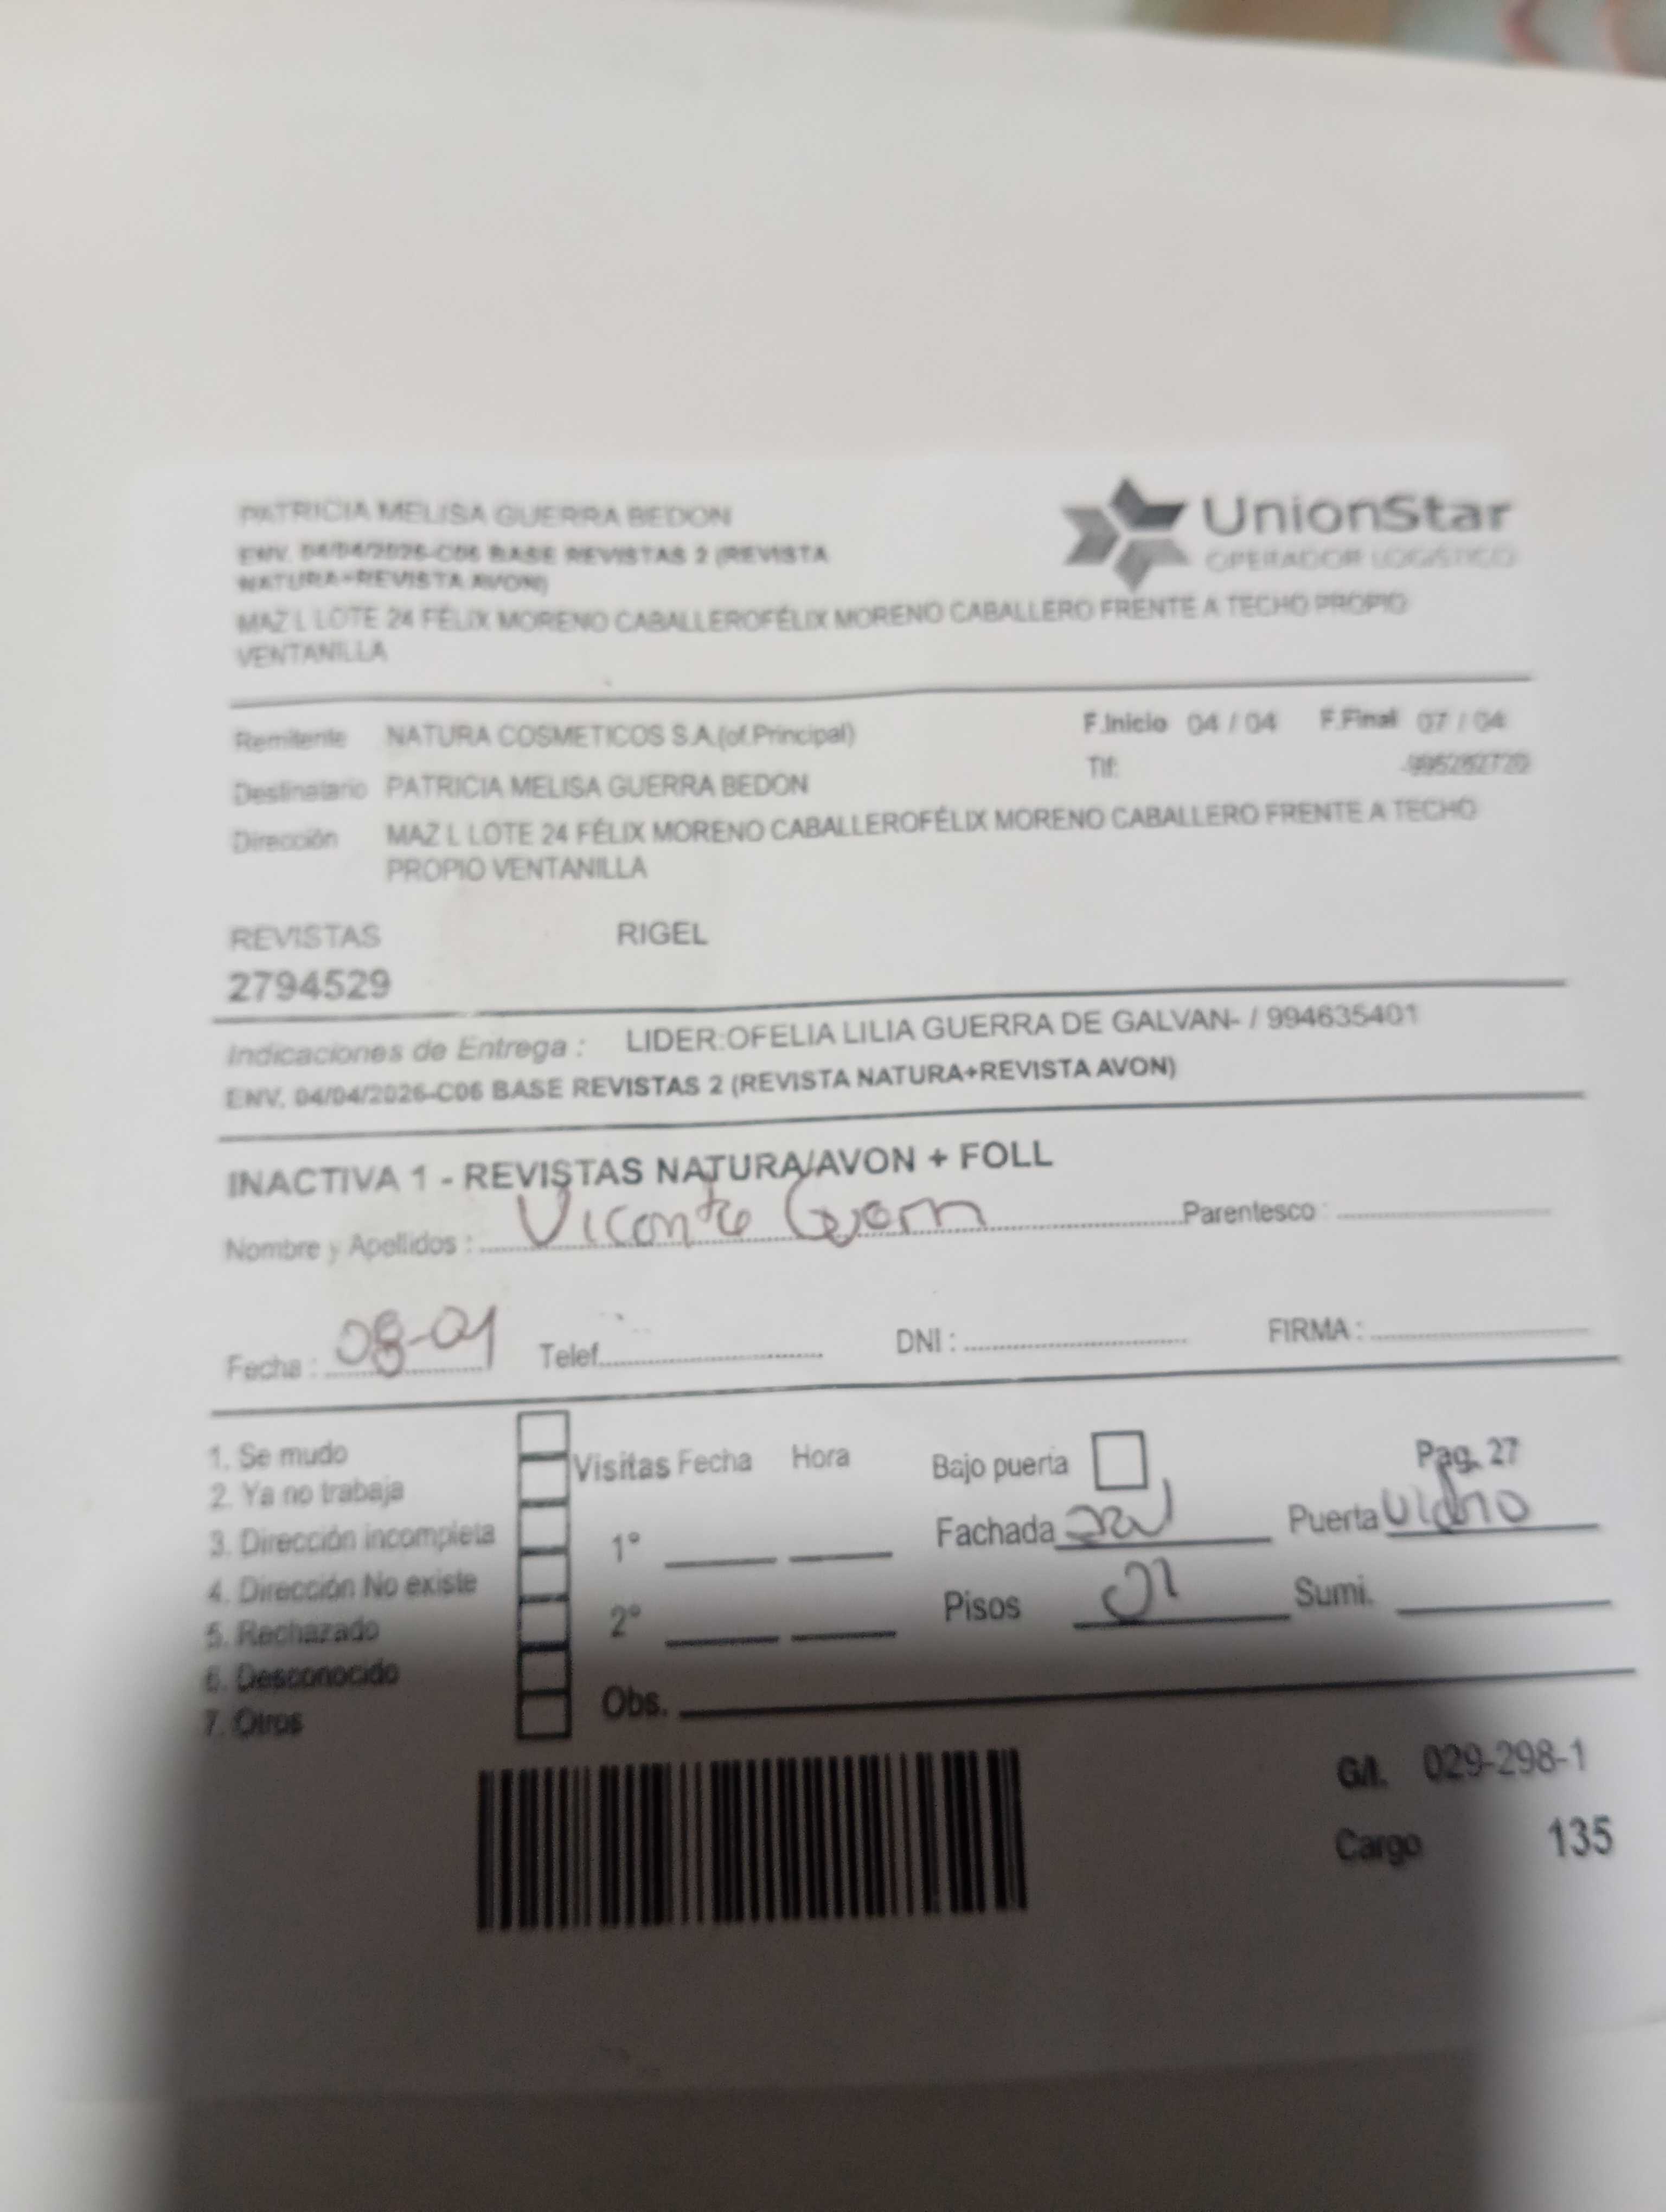 PATRICIA MELISA GUERRA BEDON
UnionStar
OPERADOR LOGÍSTICO
ENV. 04/04/2026-C06 BASE REVISTAS 2 (REVISTA
NATURA+REVISTA AVON)
MAZ L LOTE 24 FÉLIX MORENO CABALLEROFÉLIX MORENO CABALLERO FRENTE A TECHO PROPIO
VENTANILLA
Remitente NATURA COSMETICOS S.A.(of.Principal) F.Inicio 04 / 04 F.Final 07 / 04
Destinatario PATRICIA MELISA GUERRA BEDON Tlf: -995282720
Dirección MAZ L LOTE 24 FÉLIX MORENO CABALLEROFÉLIX MORENO CABALLERO FRENTE A TECHO
PROPIO VENTANILLA
REVISTAS RIGEL
2794529
Indicaciones de Entrega : LIDER:OFELIA LILIA GUERRA DE GALVAN- / 994635401
ENV. 04/04/2026-C06 BASE REVISTAS 2 (REVISTA NATURA+REVISTA AVON)
INACTIVA 1 - REVISTAS NATURA/AVON + FOLL
Nombre y Apellidos : Vicente Parentesco :
Fecha : 08-04 Telef. DNI : FIRMA :
1. Se mudo
2. Ya no trabaja
3. Dirección incompleta
4. Dirección No existe
5. Rechazado
6. Desconocido
7. Otros
Visitas Fecha Hora
1º
2º
Bajo puerta Pag. 27
Fachada Puerta vidrio
Pisos 01 Sumi.
Obs.
G/I. 029-298-1
Cargo 135